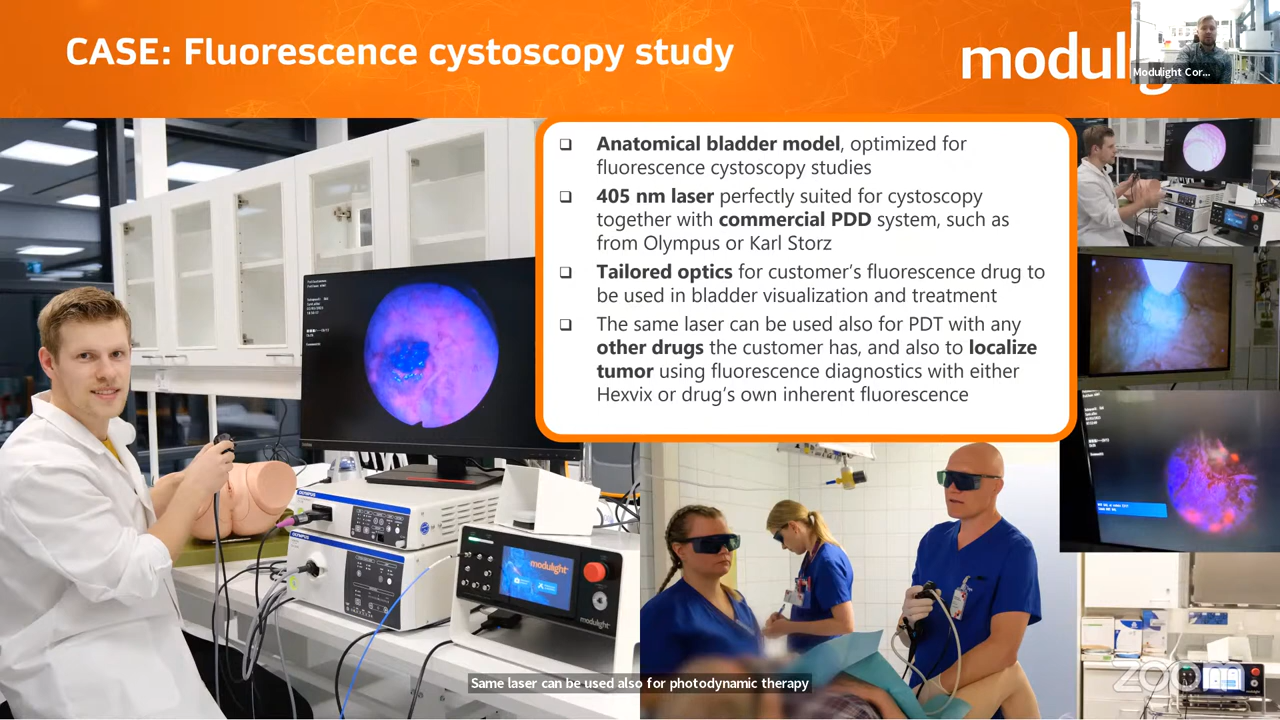 CASE: Fluorescence cystoscopy study
Modulight Cor...
❑ Anatomical bladder model, optimized for
fluorescence cystoscopy studies
❑ 405 nm laser perfectly suited for cystoscopy
together with commercial PDD system, such as
from Olympus or Karl Storz
❑ Tailored optics for customer's fluorescence drug to
be used in bladder visualization and treatment
❑ The same laser can be used also for PDT with any
other drugs the customer has, and also to localize
tumor using fluorescence diagnostics with either
Hexvix or drug's own inherent fluorescence
OLYMPUS
OLYMPUS
modulight
modulight
Same laser can be used also for photodynamic therapy
zoom